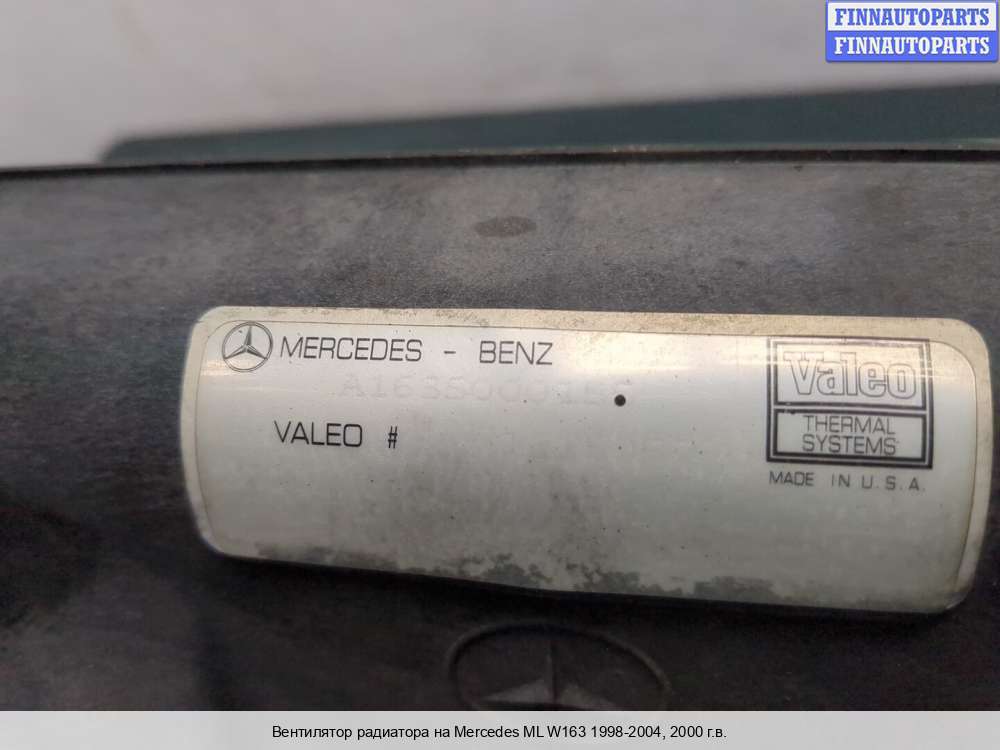 FINNAUTOPARTS
FINNAUTOPARTS
MERCEDES - BENZ
Valeo
VALEO #
THERMAL
SYSTEMS
MADE IN U.S.A.
Вентилятор радиатора на Mercedes ML W163 1998-2004, 2000 г.в.